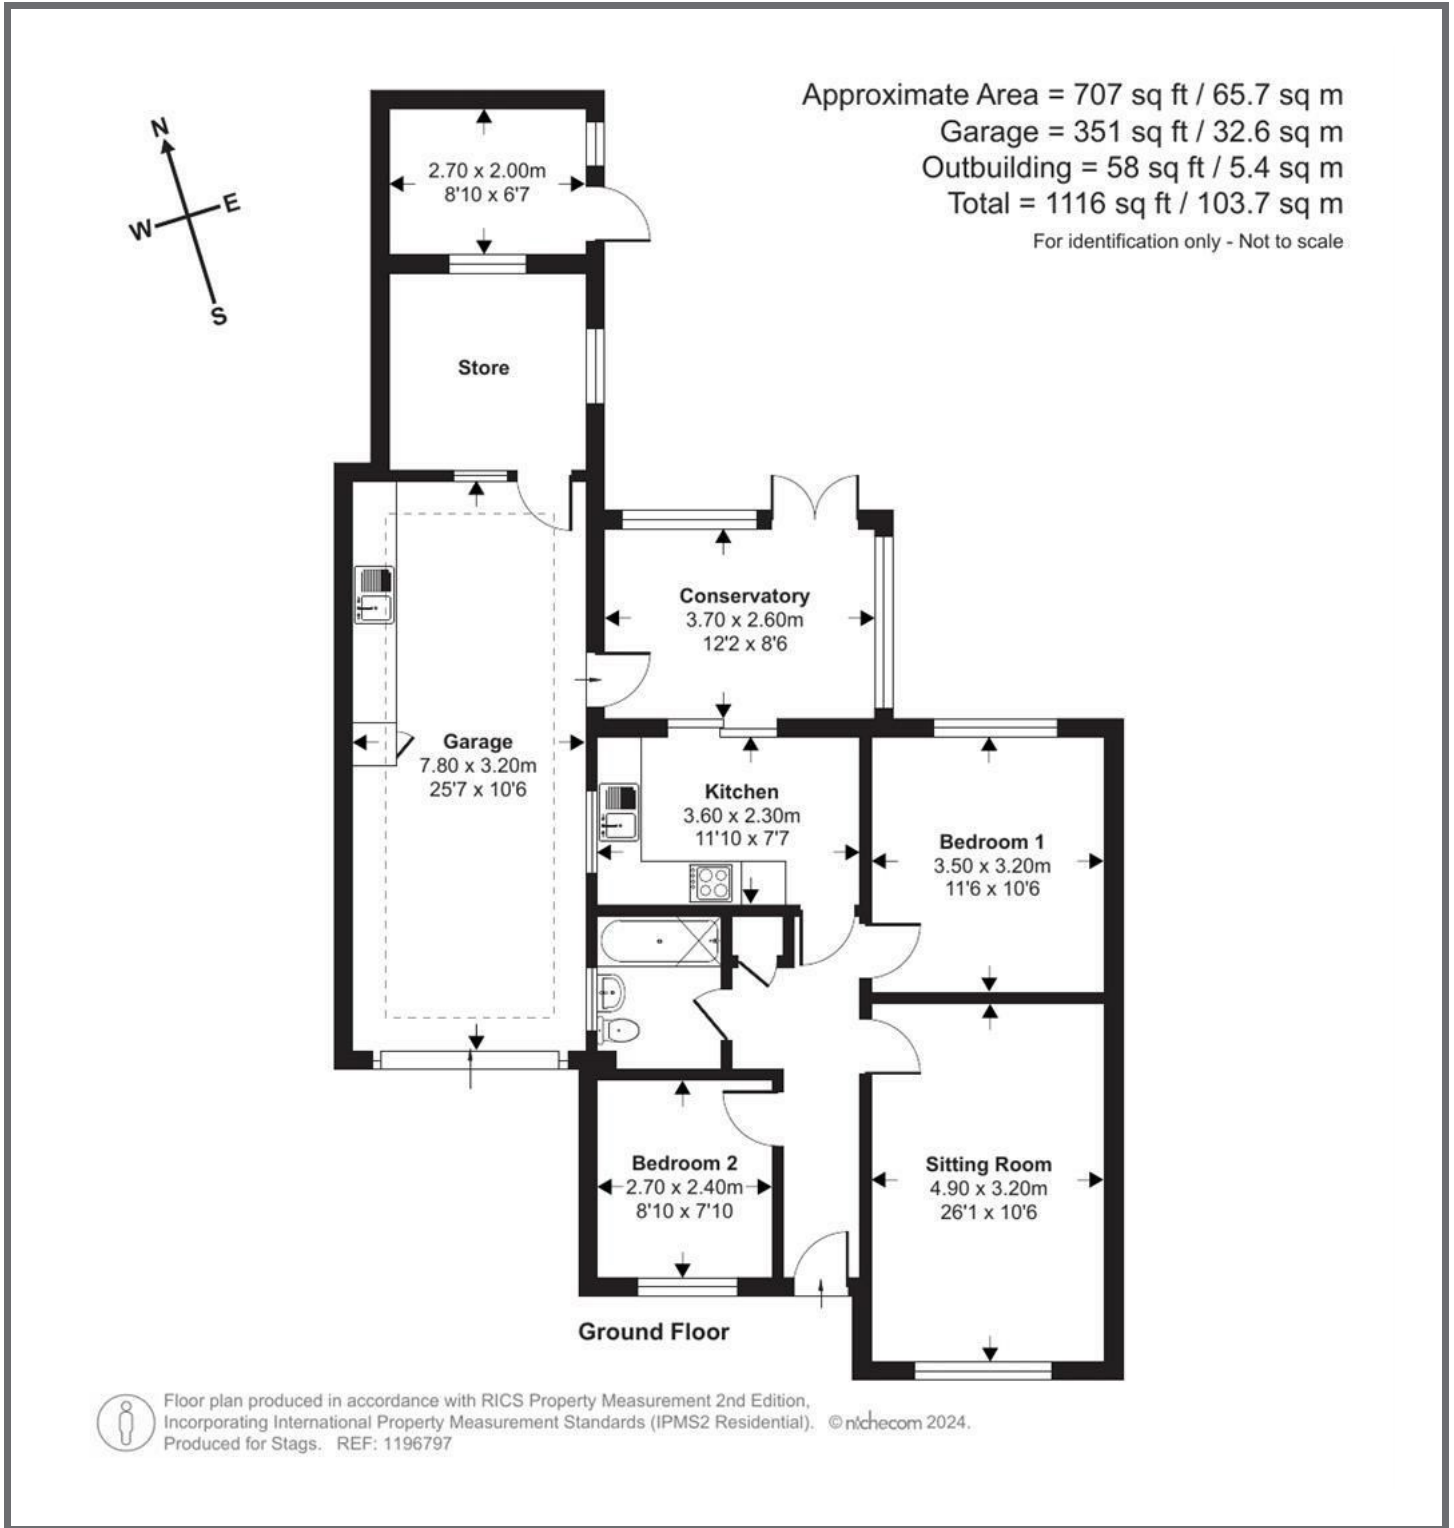 Approximate Area = 707 sq ft / 65.7 sq m
Garage = 351 sq ft / 32.6 sq m
Outbuilding = 58 sq ft / 5.4 sq m
Total = 1116 sq ft / 103.7 sq m
For identification only - Not to scale
N
E
W
S
2.70 x 2.00m
8'10 x 6'7
Store
Conservatory
3.70 x 2.60m
12'2 x 8'6
Garage
7.80 x 3.20m
25'7 x 10'6
Kitchen
3.60 x 2.30m
11'10 x 7'7
Bedroom 1
3.50 x 3.20m
11'6 x 10'6
Bedroom 2
2.70 x 2.40m
8'10 x 7'10
Sitting Room
4.90 x 3.20m
26'1 x 10'6
Ground Floor
Floor plan produced in accordance with RICS Property Measurement 2nd Edition,
Incorporating International Property Measurement Standards (IPMS2 Residential). © nichecom 2024.
Produced for Stags. REF: 1196797